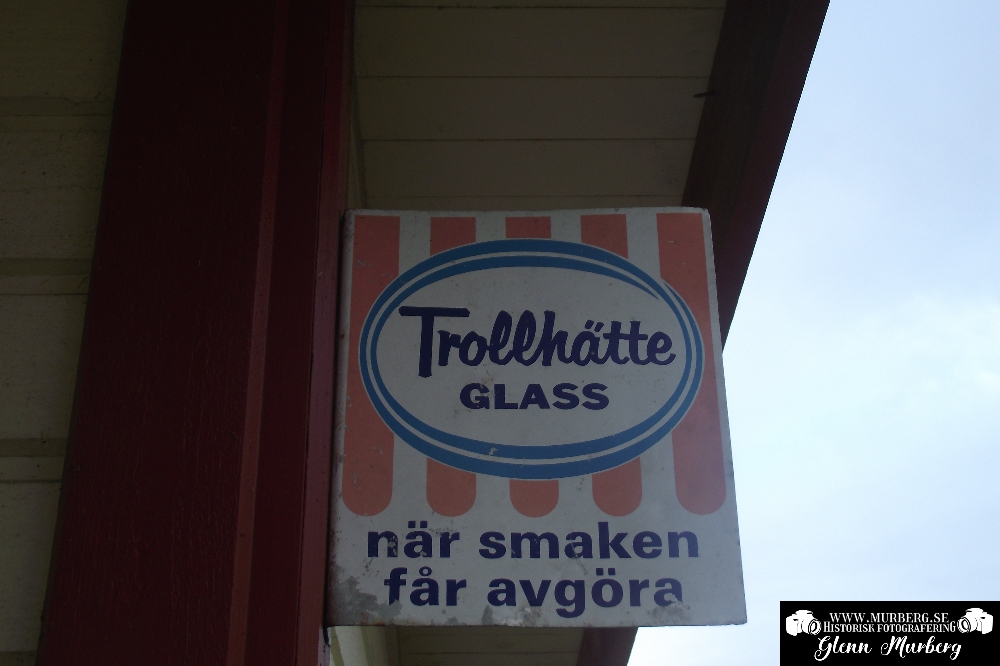 Trollhätte
GLASS
när smaken
får avgöra
WWW.MURBERG.SE
HISTORISK FOTOGRAFERING
Glenn Murberg